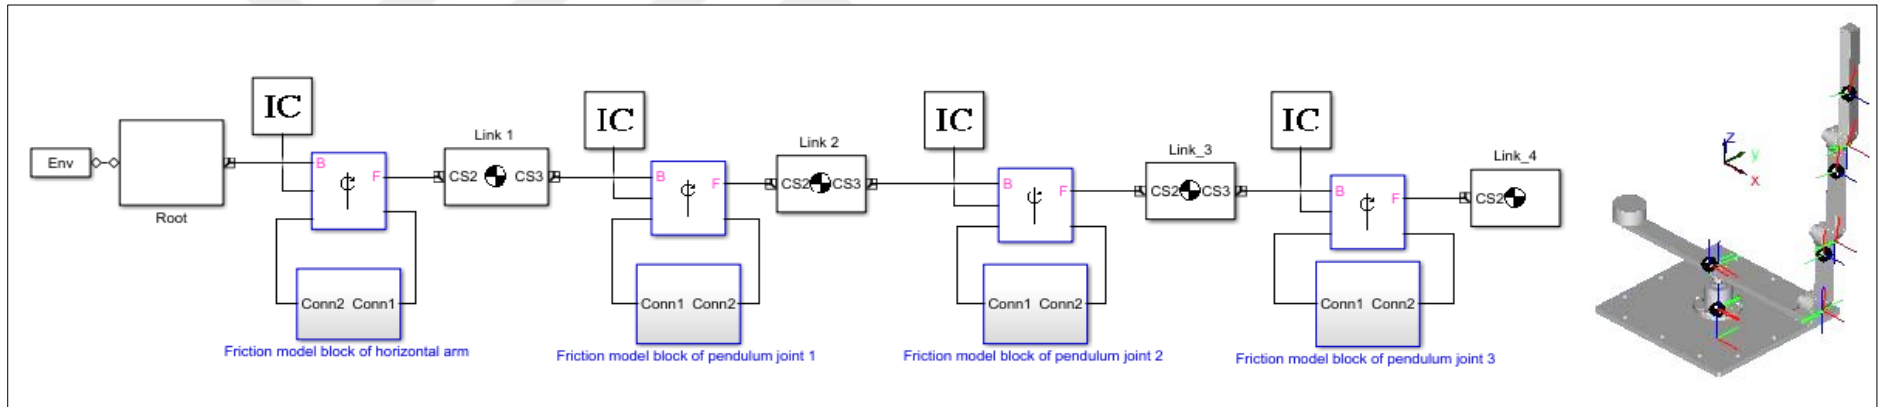 Env
Root
IC
B
F
Friction model block of horizontal arm
Conn2 Conn1
Link 1
CS2 CS3
IC
B
F
Conn1 Conn2
Friction model block of pendulum joint 1
Link 2
CS2 CS3
IC
B
F
Conn1 Conn2
Friction model block of pendulum joint 2
Link_3
CS2 CS3
IC
B
F
Conn1 Conn2
Friction model block of pendulum joint 3
Link_4
CS2
Z
y
x